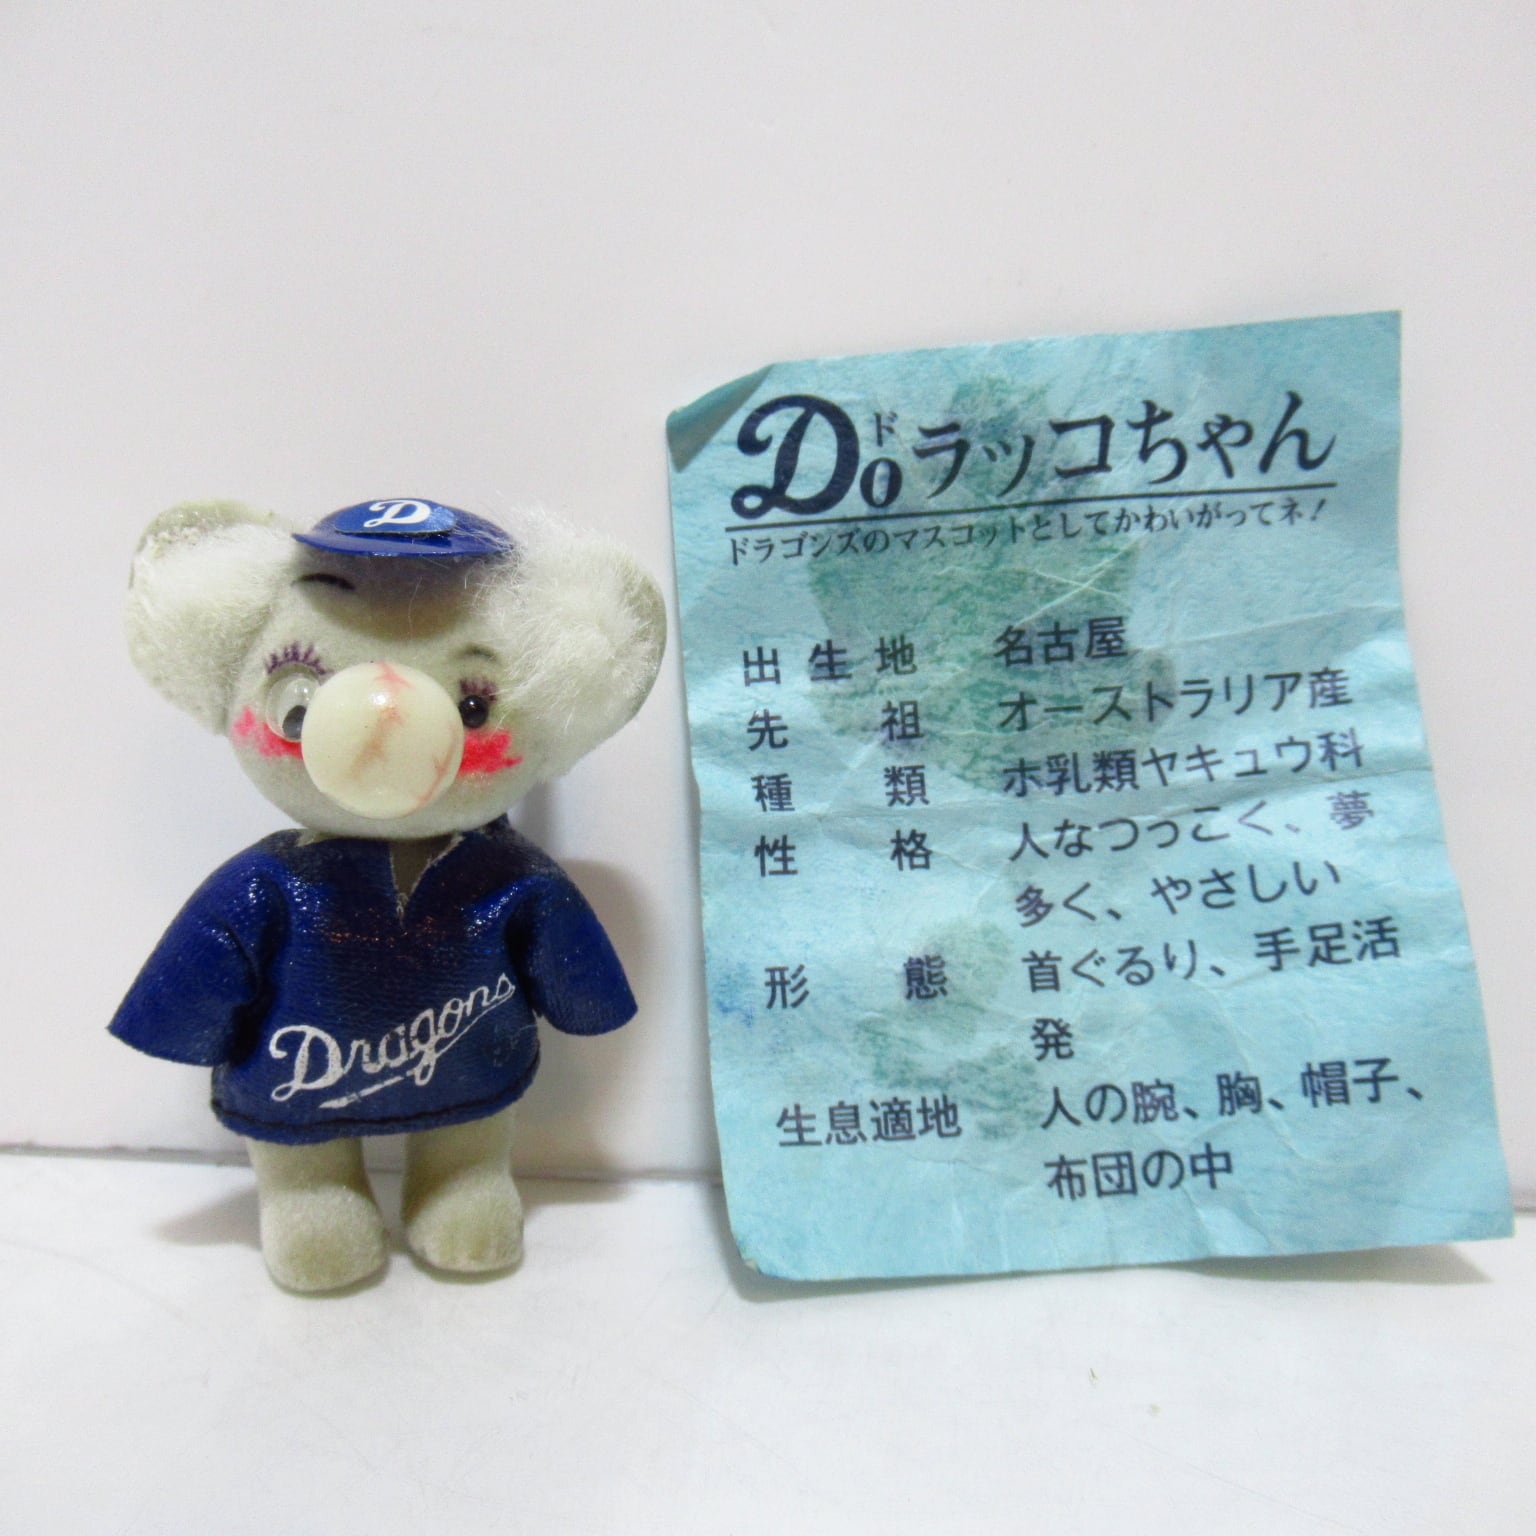 D
Dragons
Doド ラッコちゃん
ドラゴンズのマスコットとしてかわいがってネ!
出生地 名古屋
先祖 オーストラリア産
種類 ホ乳類ヤキュウ科
性格 人なつっこく、夢
多く、やさしい
形態 首ぐるり、手足活
発
生息適地 人の腕、胸、帽子、
布団の中